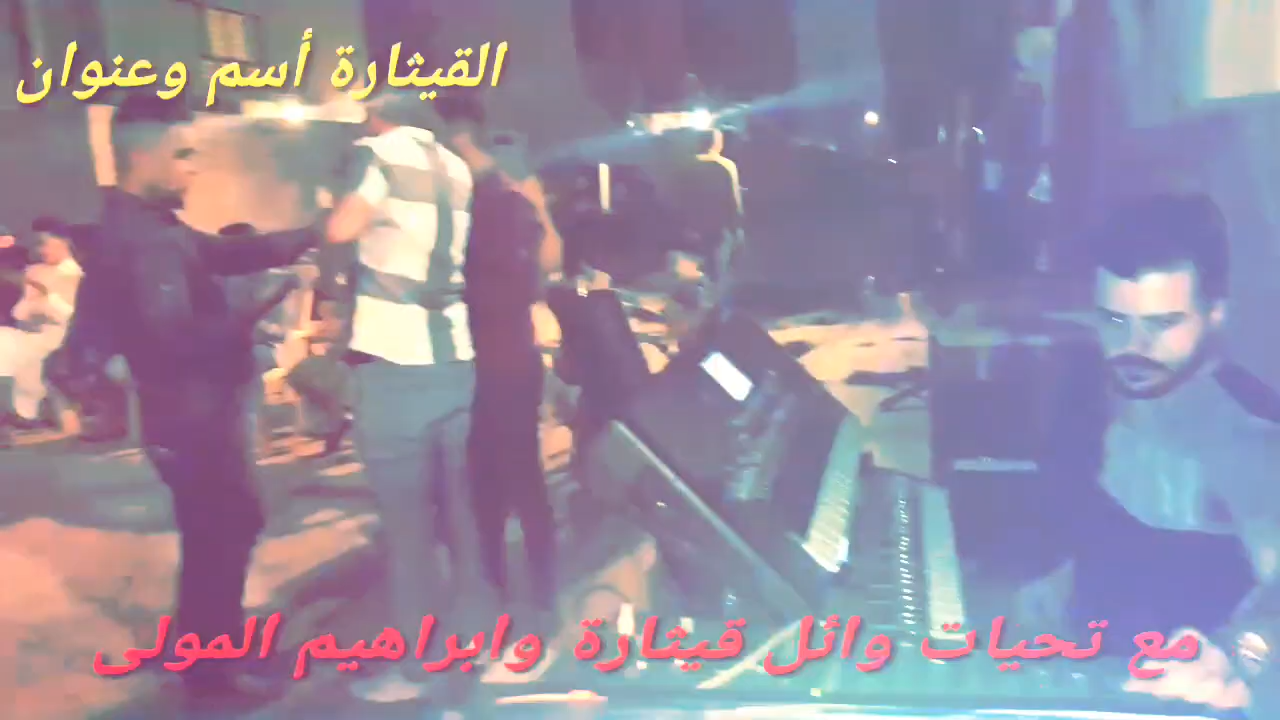 القيثارة أسم وعنوان
مع تحيات وائل قيثارة وابراهيم المولى